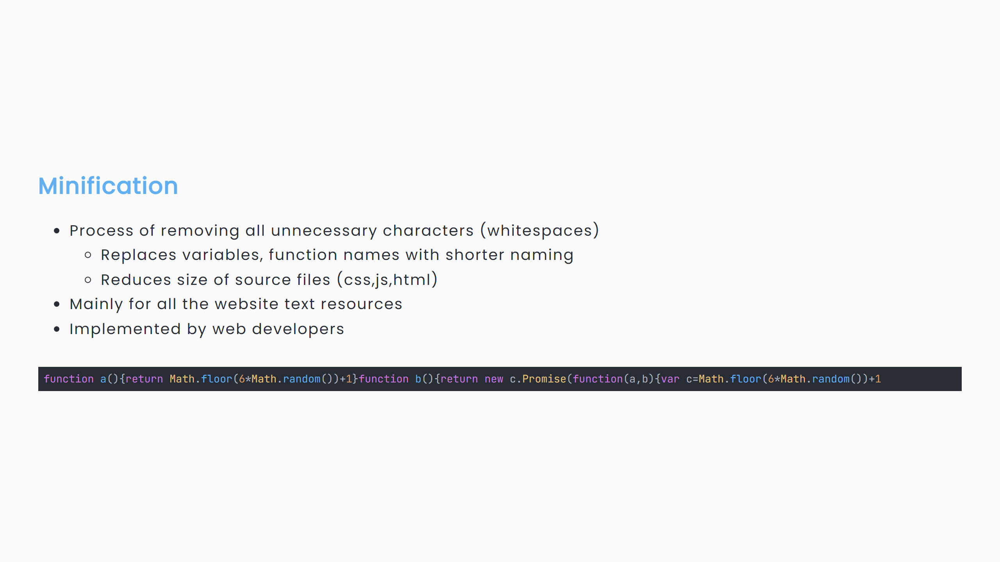 Minification
Process of removing all unnecessary characters (whitespaces)
Replaces variables, function names with shorter naming
Reduces size of source files (css,js,html)
Mainly for all the website text resources
Implemented by web developers
function a(){return Math.floor(6*Math.random())+1}function b(){return new c.Promise(function(a,b){var c=Math.floor(6*Math.random())+1